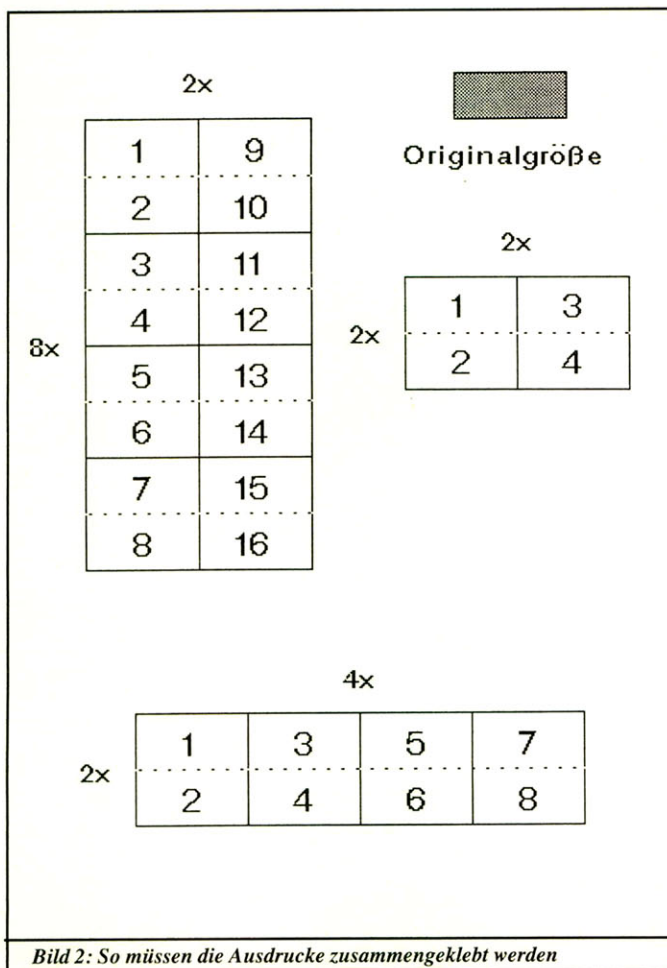 2x
1 9
2 10
3 11
4 12
8x
5 13
6 14
7 15
8 16
Originalgröße
2x
1 3
2x
2 4
4x
1 3 5 7
2x
2 4 6 8
Bild 2: So müssen die Ausdrucke zusammengeklebt werden